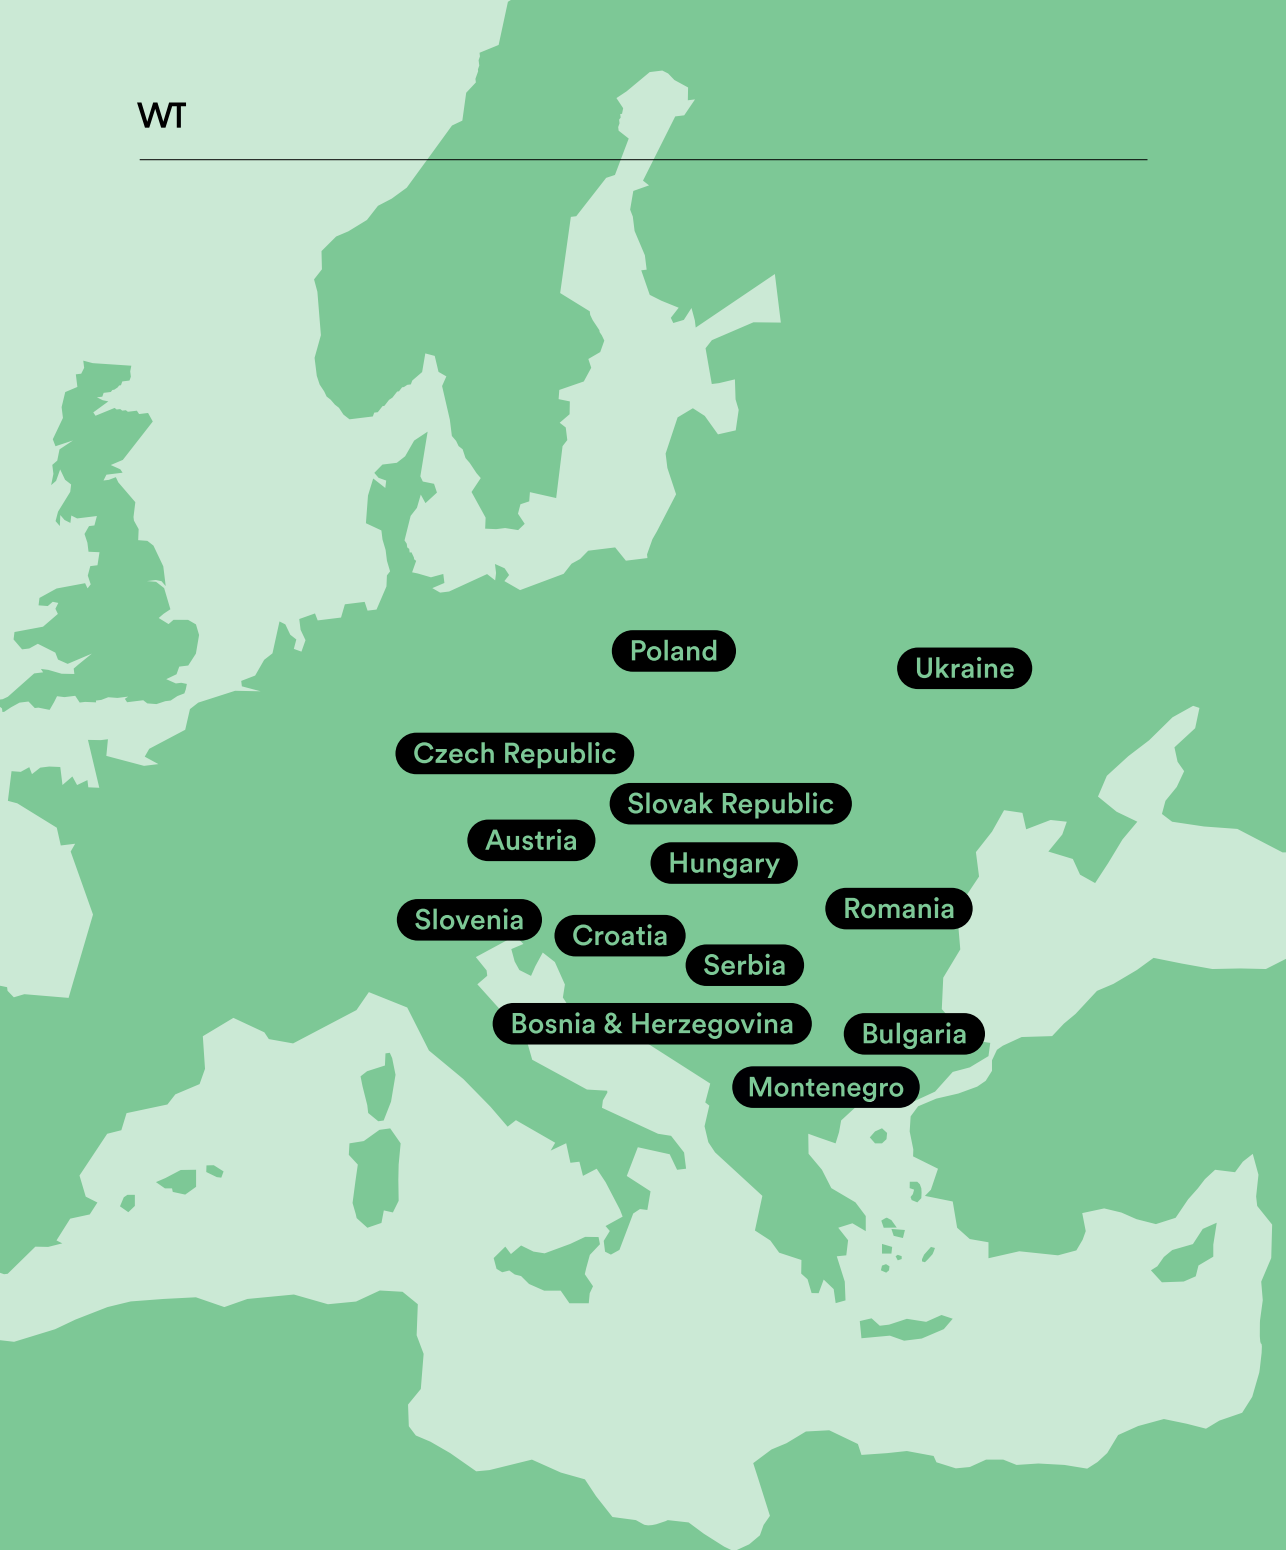 WT
Poland
Ukraine
Czech Republic
Slovak Republic
Austria
Hungary
Romania
Slovenia
Croatia
Serbia
Bosnia & Herzegovina
Bulgaria
Montenegro